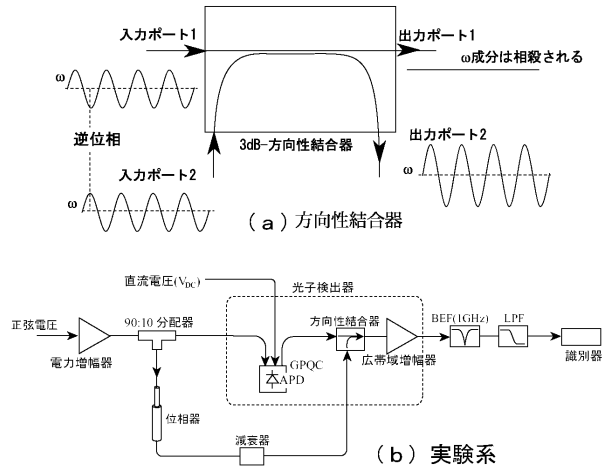 入力ポート1
出力ポート1
ω成分は相殺される
ω
逆位相
3dB-方向性結合器
出力ポート2
入力ポート2
ω
ω
(a)方向性結合器
直流電圧(VDC)
光子検出器
正弦電圧
90:10 分配器
方向性結合器
BEF(1GHz)
LPF
電力増幅器
GPQC
APD
広帯域増幅器
識別器
位相器
減衰器
(b)実験系